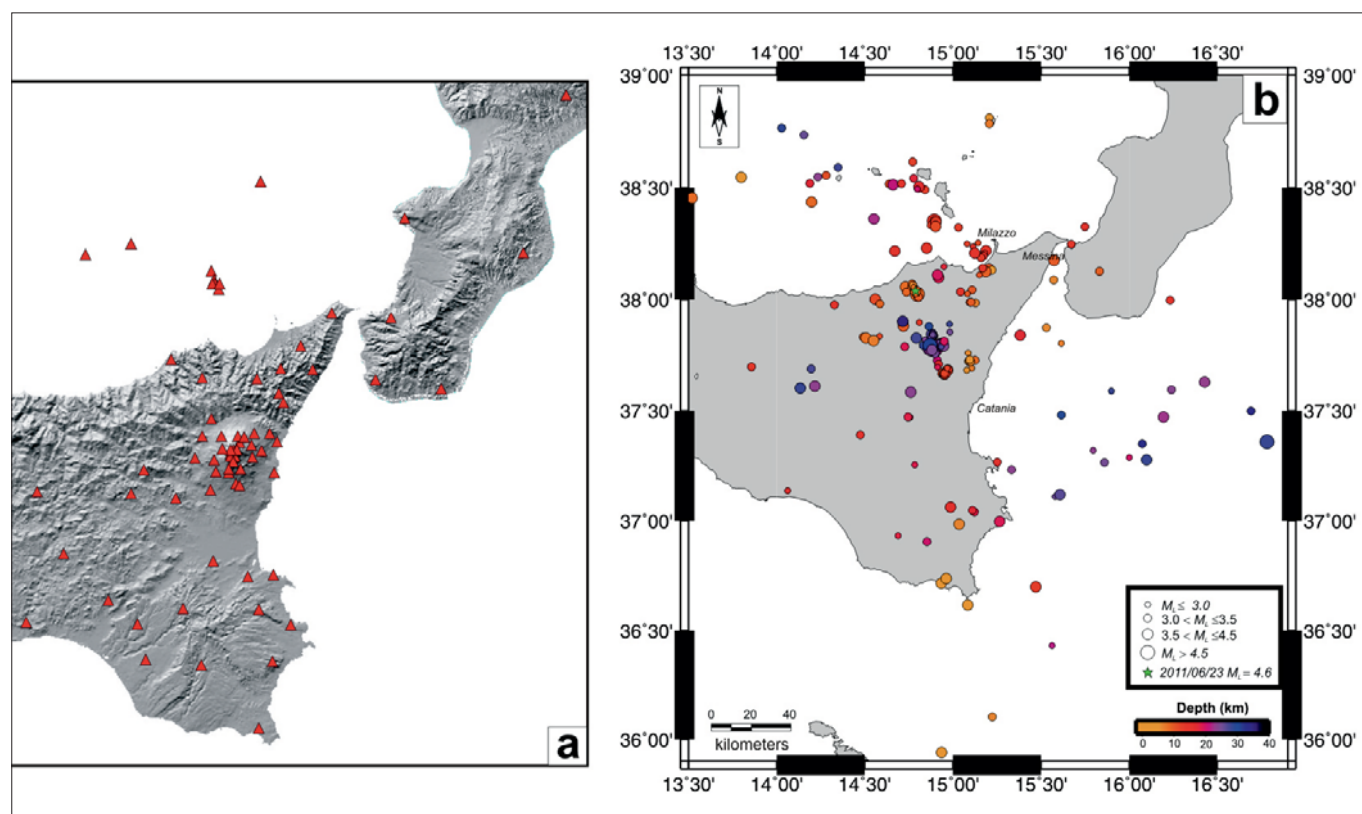 a
13˚30'
14˚00'
14˚30'
15˚00'
15˚30'
16˚00'
16˚30'
39˚00'
38˚30'
38˚00'
37˚30'
37˚00'
36˚30'
36˚00'
39˚00'
38˚30'
38˚00'
37˚30'
37˚00'
36˚30'
36˚00'
b
N
S
Milazzo
Messina
Catania
M_L ≤ 3.0
3.0 < M_L ≤3.5
3.5 < M_L ≤4.5
M_L > 4.5
2011/06/23 M_L = 4.6
Depth (km)
0 10 20 30 40
0 20 40
kilometers
13˚30'
14˚00'
14˚30'
15˚00'
15˚30'
16˚00'
16˚30'